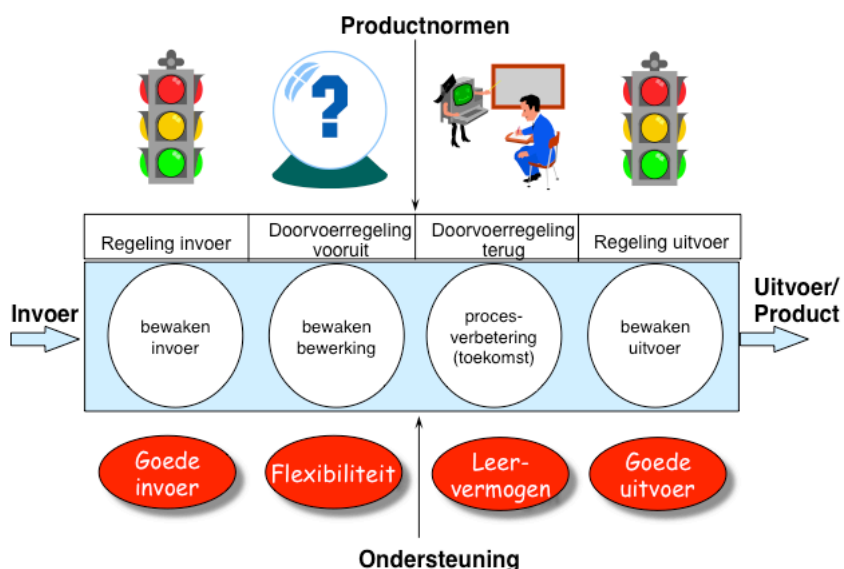 Productnormen
?
Regeling invoer
Doorvoerregeling
vooruit
Doorvoerregeling
terug
Regeling uitvoer
Invoer
bewaken
invoer
bewaken
bewerking
proces-
verbetering
(toekomst)
bewaken
uitvoer
Uitvoer/
Product
Goede
invoer
Flexibiliteit
Leer-
vermogen
Goede
uitvoer
Ondersteuning